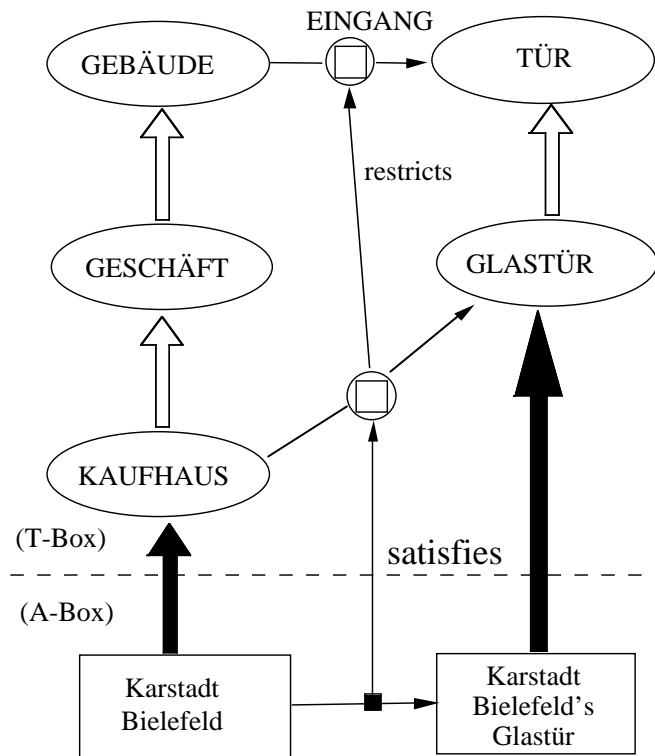 EINGANG
GEBÄUDE
TÜR
restricts
GESCHÄFT
GLASTÜR
KAUFHAUS
(T-Box)
satisfies
(A-Box)
Karstadt
Bielefeld
Karstadt
Bielefeld's
Glastür